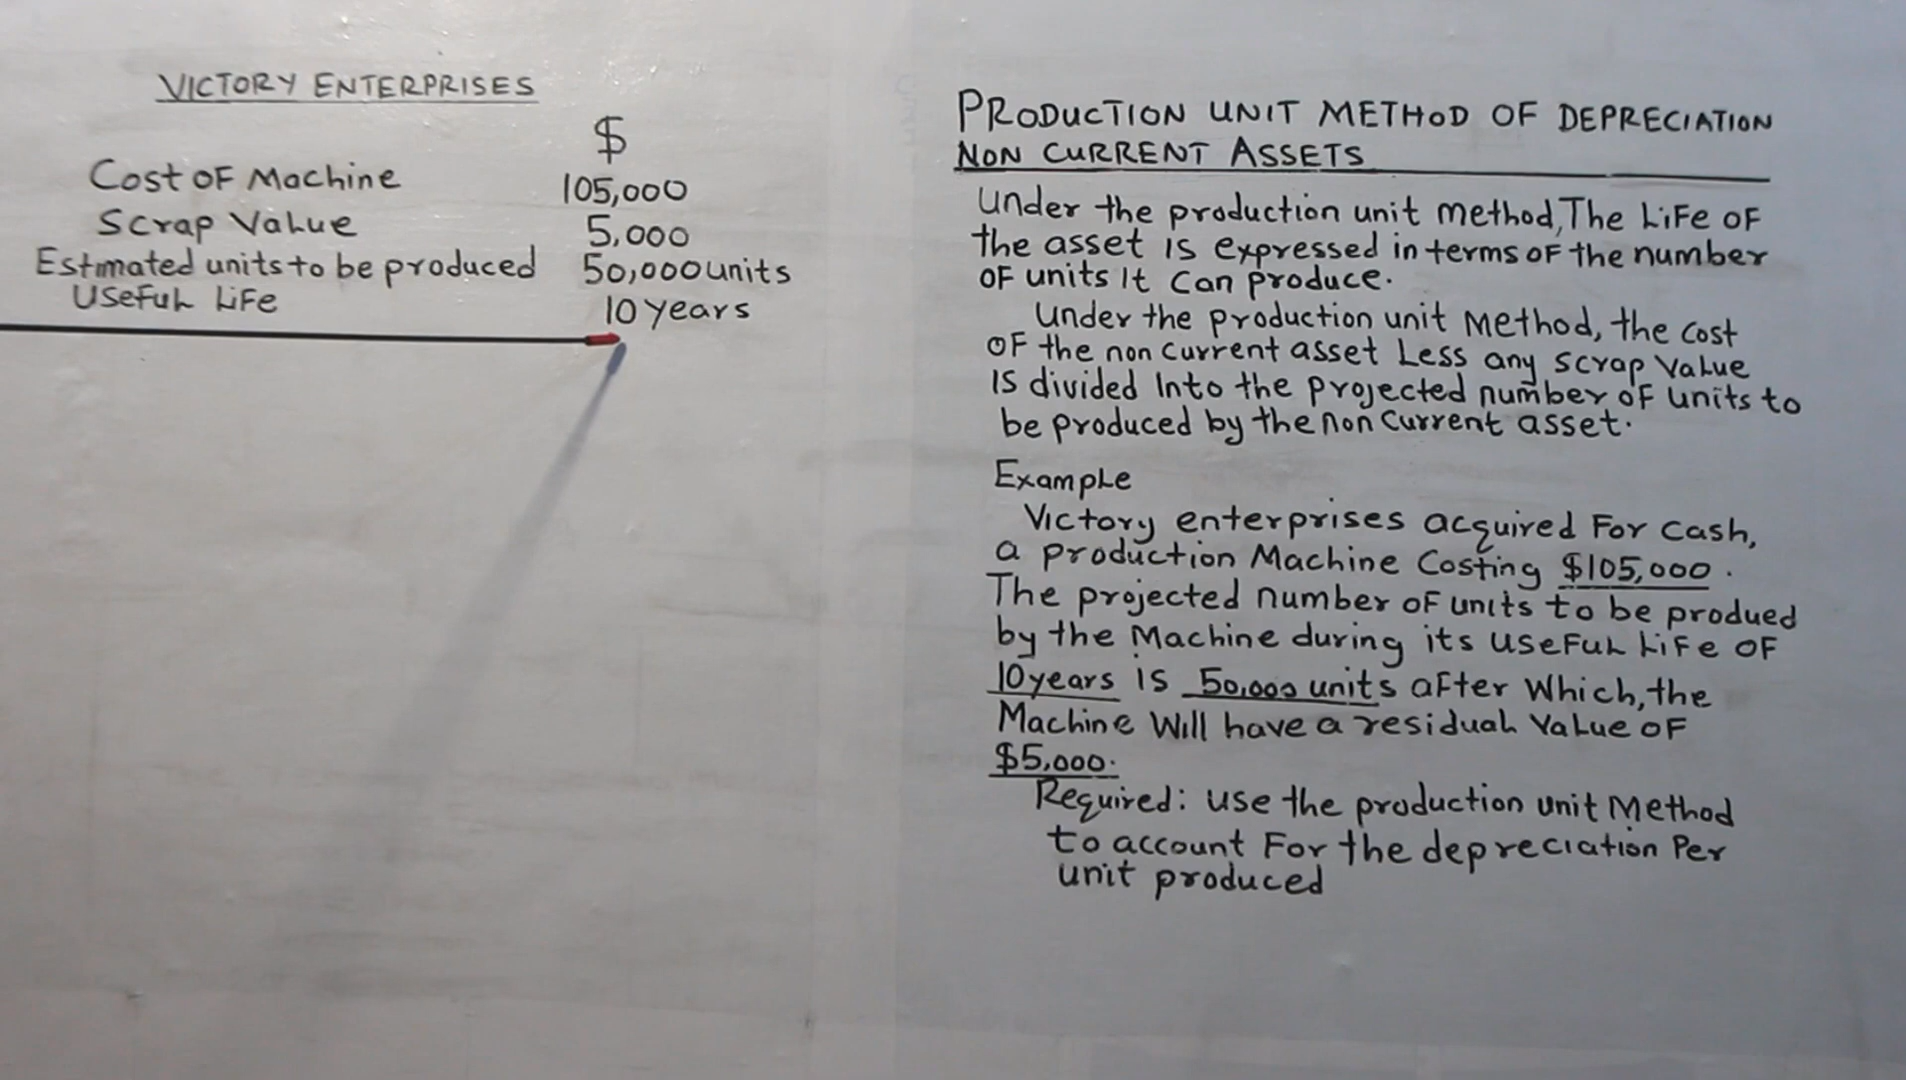 VICTORY ENTERPRISES
$
Cost OF Machine 105,000
Scrap Value 5,000
Estimated units to be produced 50,000 units
Useful Life 10 years
PRODUCTION UNIT METHOD OF DEPRECIATION
NON CURRENT ASSETS
Under the production unit method, The Life of
the asset is expressed in terms of the number
of units it can produce.
Under the production unit Method, the cost
of the non current asset Less any scrap value
is divided Into the projected number of units to
be produced by the non current asset.
Example
Victory enterprises acquired For cash,
a production Machine Costing $105,000.
The projected number of units to be produed
by the Machine during its useful Life of
10 years is 50,000 units after which, the
Machine Will have a residual Value of
$5,000.
Required: use the production unit Method
to account For the depreciation Per
unit produced